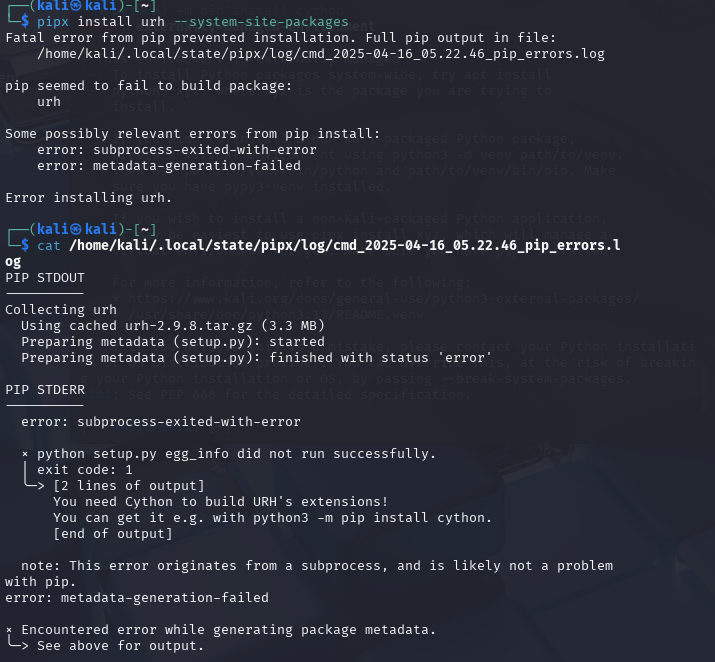 ┌──(kali㉿kali)-[~]
└─$ pipx install urh --system-site-packages
Fatal error from pip prevented installation. Full pip output in file:
    /home/kali/.local/state/pipx/log/cmd_2025-04-16_05.22.46_pip_errors.log

pip seemed to fail to build package:
    urh

Some possibly relevant errors from pip install:
    error: subprocess-exited-with-error
    error: metadata-generation-failed

Error installing urh.

┌──(kali㉿kali)-[~]
└─$ cat /home/kali/.local/state/pipx/log/cmd_2025-04-16_05.22.46_pip_errors.l
og
PIP STDOUT
----------
Collecting urh
  Using cached urh-2.9.8.tar.gz (3.3 MB)
  Preparing metadata (setup.py): started
  Preparing metadata (setup.py): finished with status 'error'

PIP STDERR
----------
  error: subprocess-exited-with-error

  × python setup.py egg_info did not run successfully.
  │ exit code: 1
  ╰─> [2 lines of output]
      You need Cython to build URH's extensions!
      You can get it e.g. with python3 -m pip install cython.
      [end of output]

  note: This error originates from a subprocess, and is likely not a problem
with pip.
error: metadata-generation-failed

× Encountered error while generating package metadata.
╰─> See above for output.